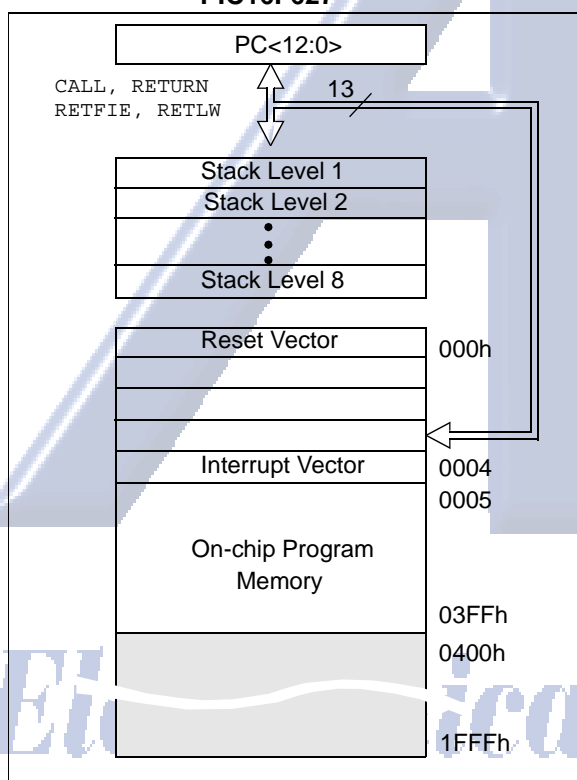 PIC16F627
PC<12:0>
CALL, RETURN
RETFIE, RETLW
13
Stack Level 1
Stack Level 2
Stack Level 8
Reset Vector
000h
Interrupt Vector
0004
0005
On-chip Program
Memory
03FFh
0400h
1FFFh